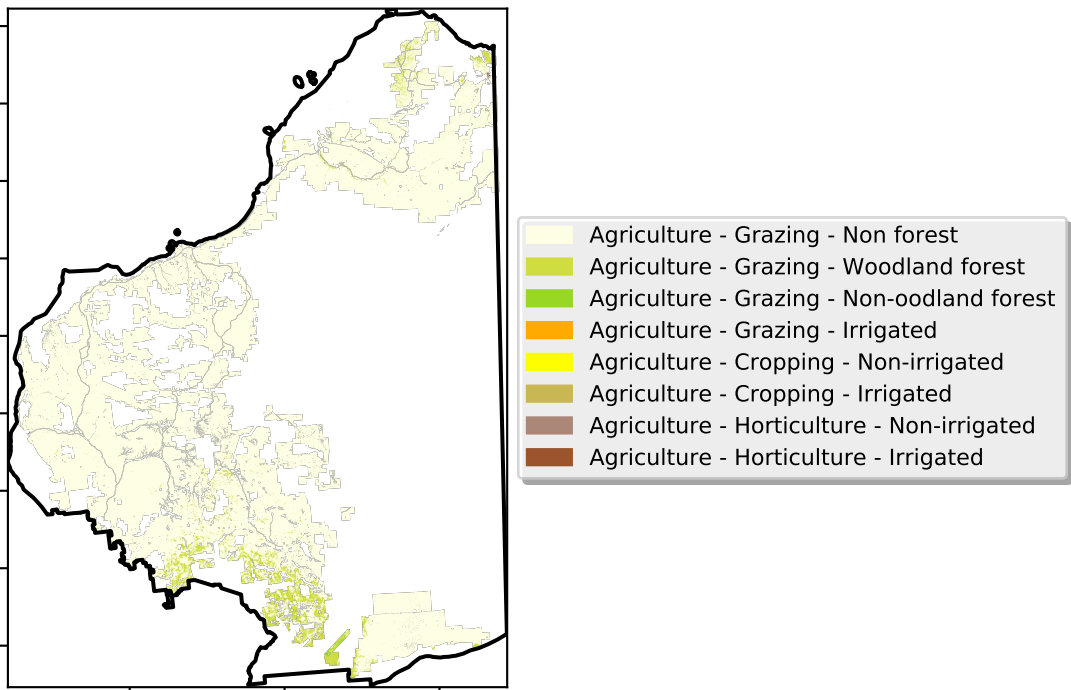 Agriculture - Grazing - Non forest
Agriculture - Grazing - Woodland forest
Agriculture - Grazing - Non-oodland forest
Agriculture - Grazing - Irrigated
Agriculture - Cropping - Non-irrigated
Agriculture - Cropping - Irrigated
Agriculture - Horticulture - Non-irrigated
Agriculture - Horticulture - Irrigated